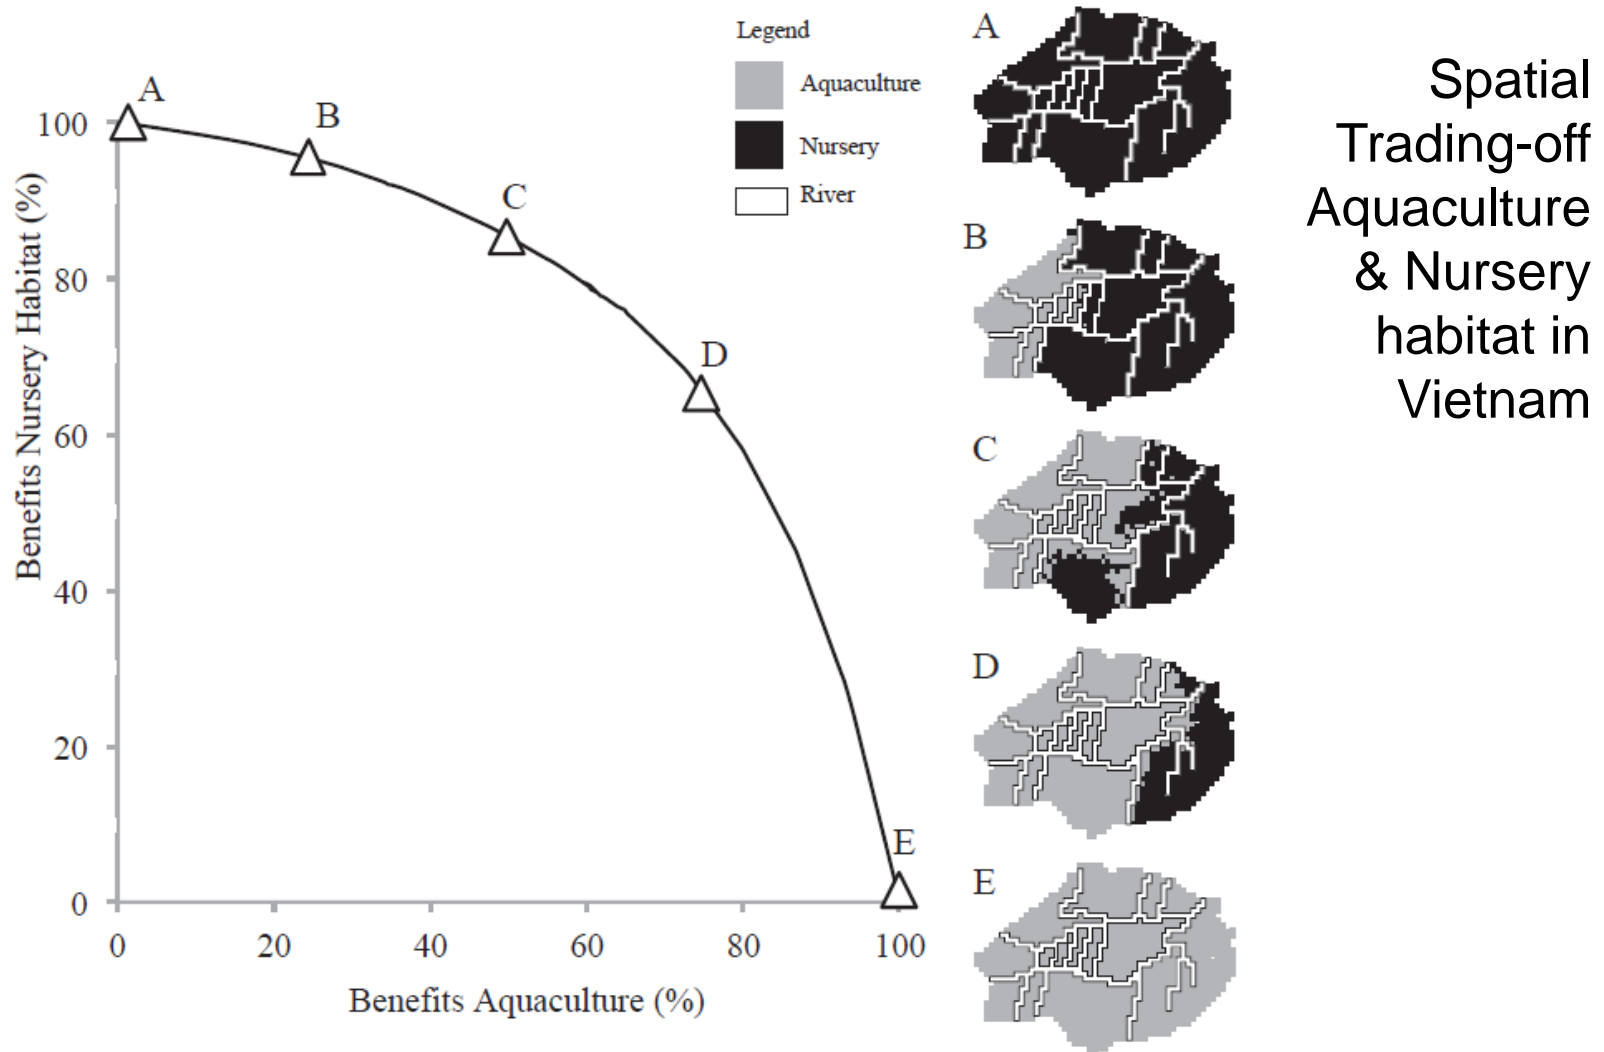 Legend
Aquaculture
Nursery
River
Spatial
Trading-off
Aquaculture
& Nursery
habitat in
Vietnam
A
B
C
D
E
Benefits Nursery Habitat (%)
100
80
60
40
20
0
0 20 40 60 80 100
Benefits Aquaculture (%)
A
B
C
D
E